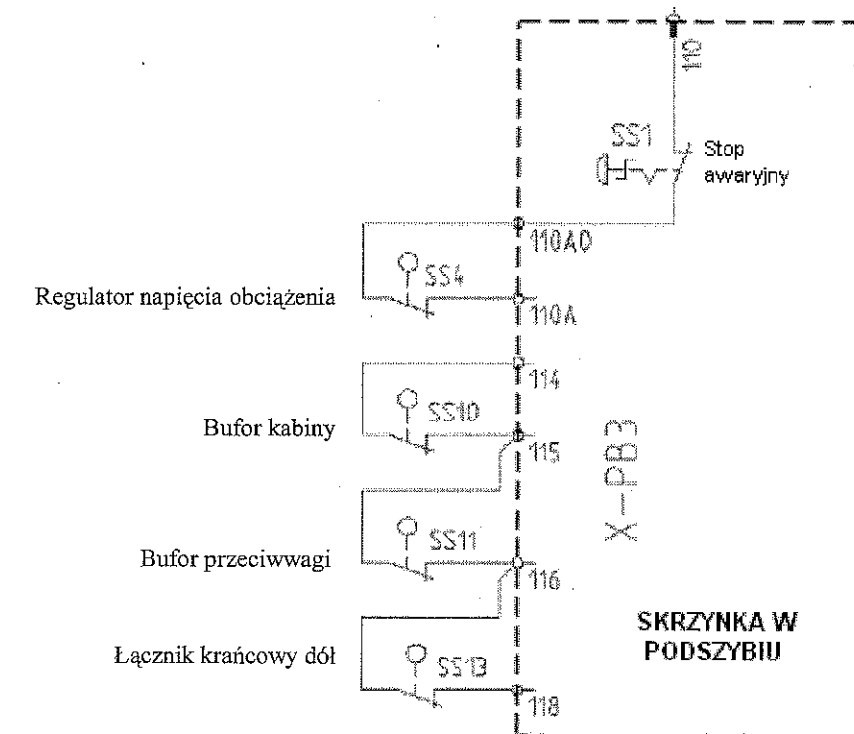 110
SS1
Stop
awaryjny
110AD
SS4
Regulator napięcia obciążenia
110A
114
SS10
Bufor kabiny
115
X-PB3
SS11
Bufor przeciwwagi
116
SKRZYNKA W
PODSZYBIU
Łącznik krańcowy dół
SS13
118